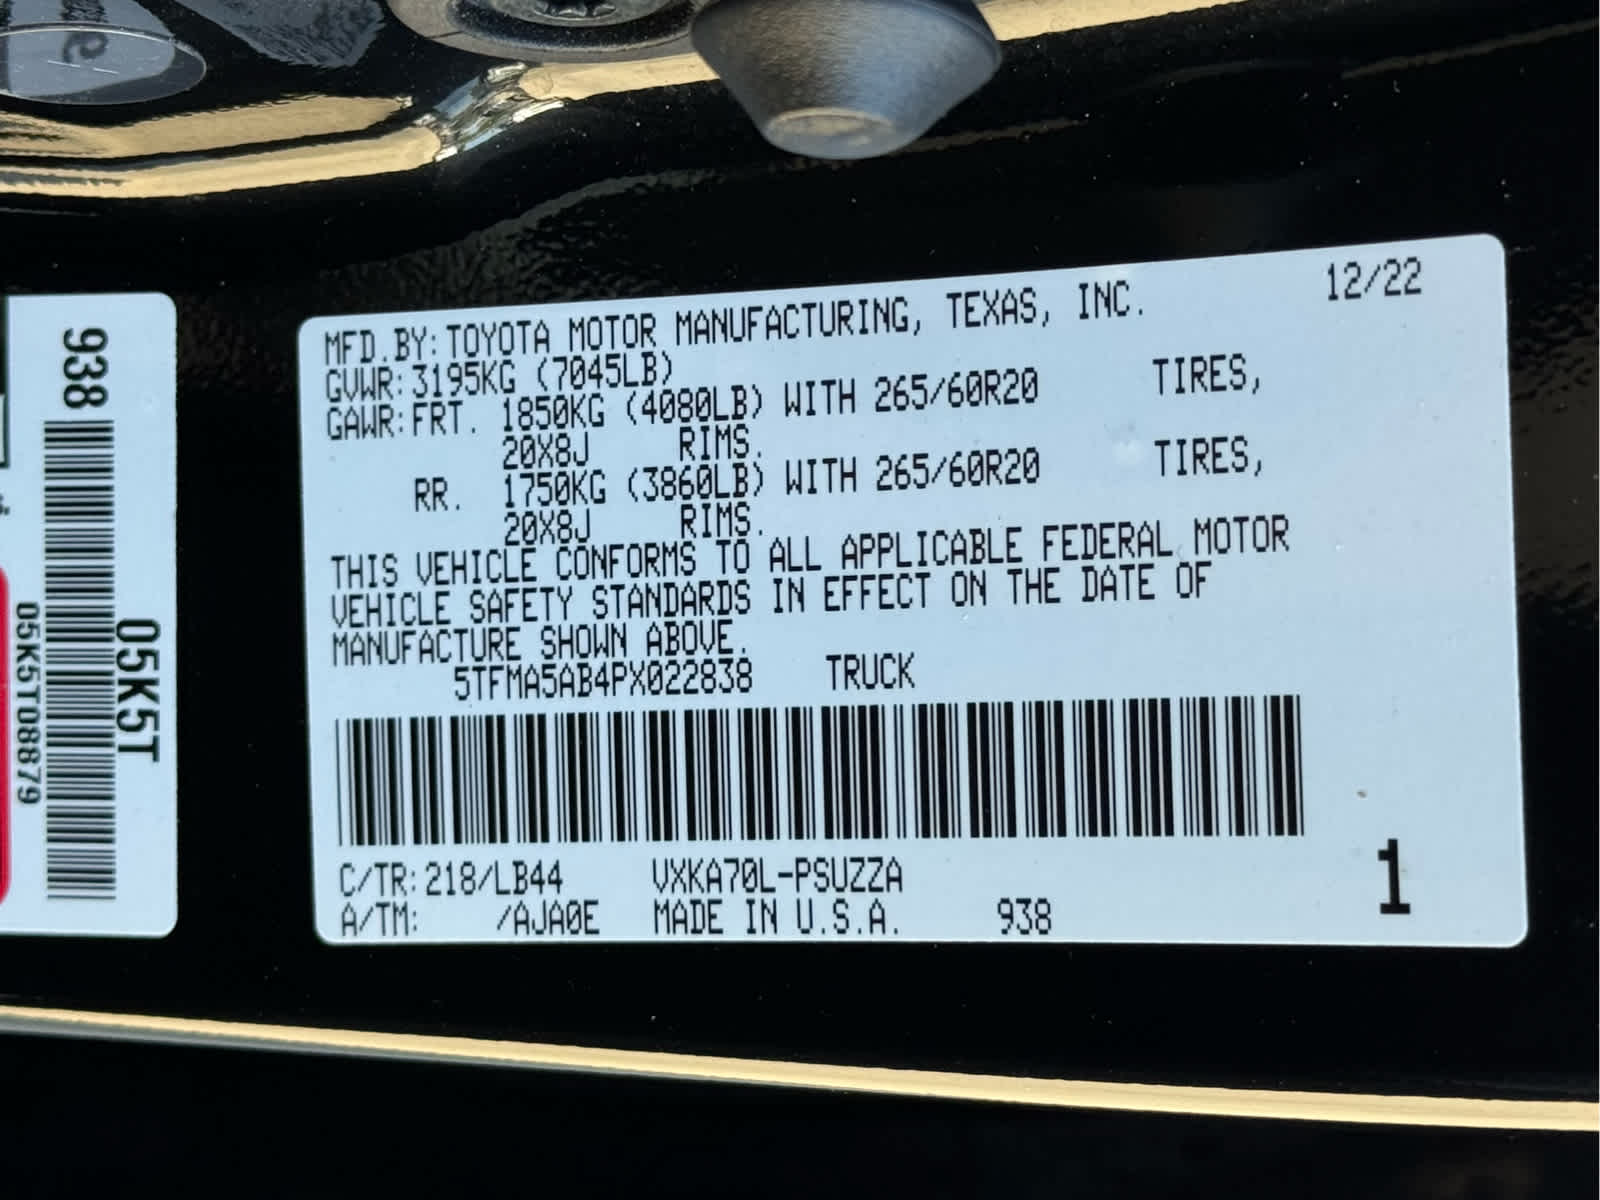 938
05K5T
05K5T08879
MFD.BY:TOYOTA MOTOR MANUFACTURING, TEXAS, INC. 12/22
GVWR:3195KG (7045LB)
GAWR:FRT. 1850KG (4080LB) WITH 265/60R20 TIRES,
20X8J RIMS.
RR. 1750KG (3860LB) WITH 265/60R20 TIRES,
20X8J RIMS.
THIS VEHICLE CONFORMS TO ALL APPLICABLE FEDERAL MOTOR
VEHICLE SAFETY STANDARDS IN EFFECT ON THE DATE OF
MANUFACTURE SHOWN ABOVE.
5TFMA5AB4PX022838 TRUCK
C/TR:218/LB44 VXKA70L-PSUZZA
A/TM: /AJA0E MADE IN U.S.A. 938
1